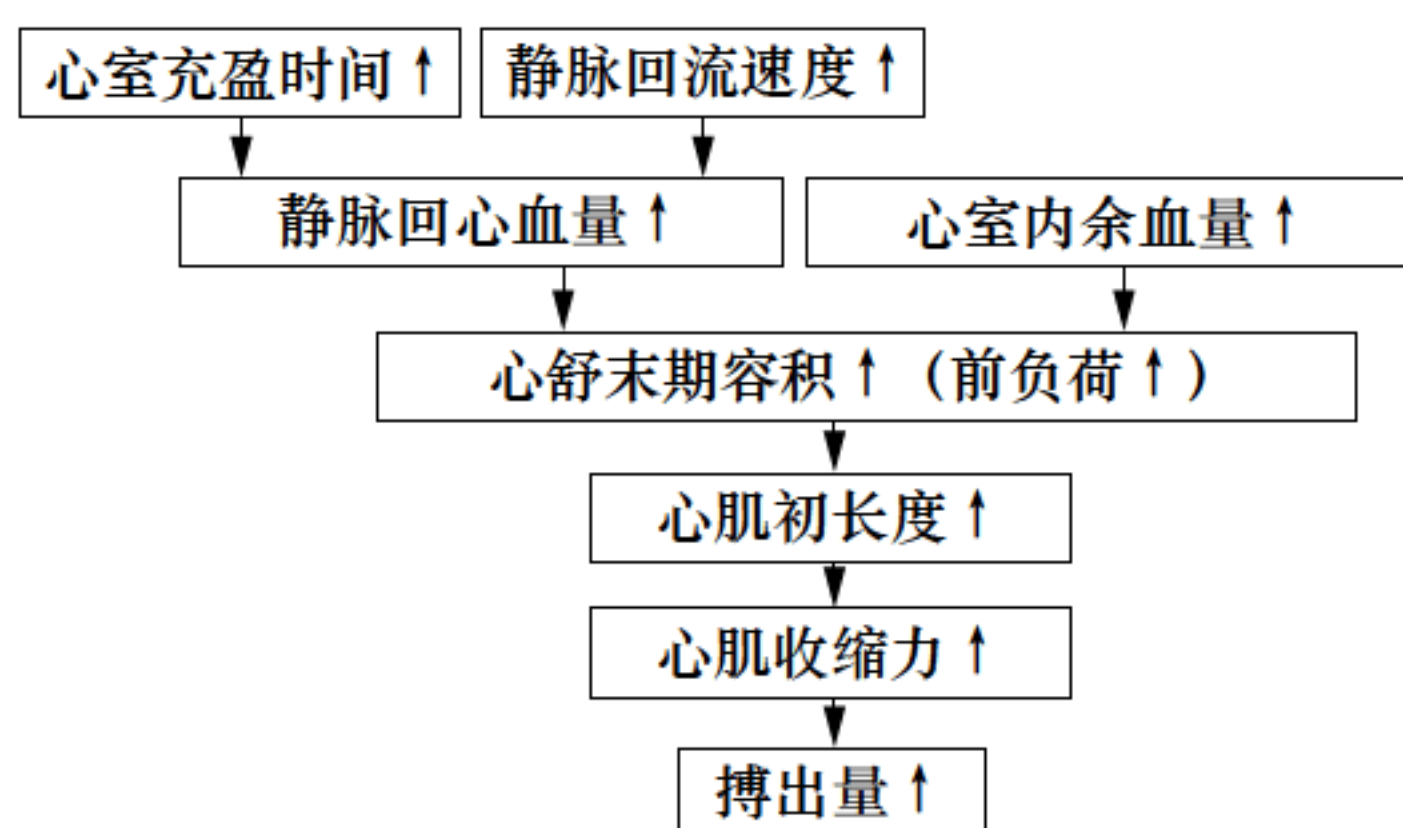 心室充盈时间↑
静脉回流速度↑
静脉回心血量↑
心室内余血量↑
心舒末期容积↑（前负荷↑）
心肌初长度↑
心肌收缩力↑
搏出量↑